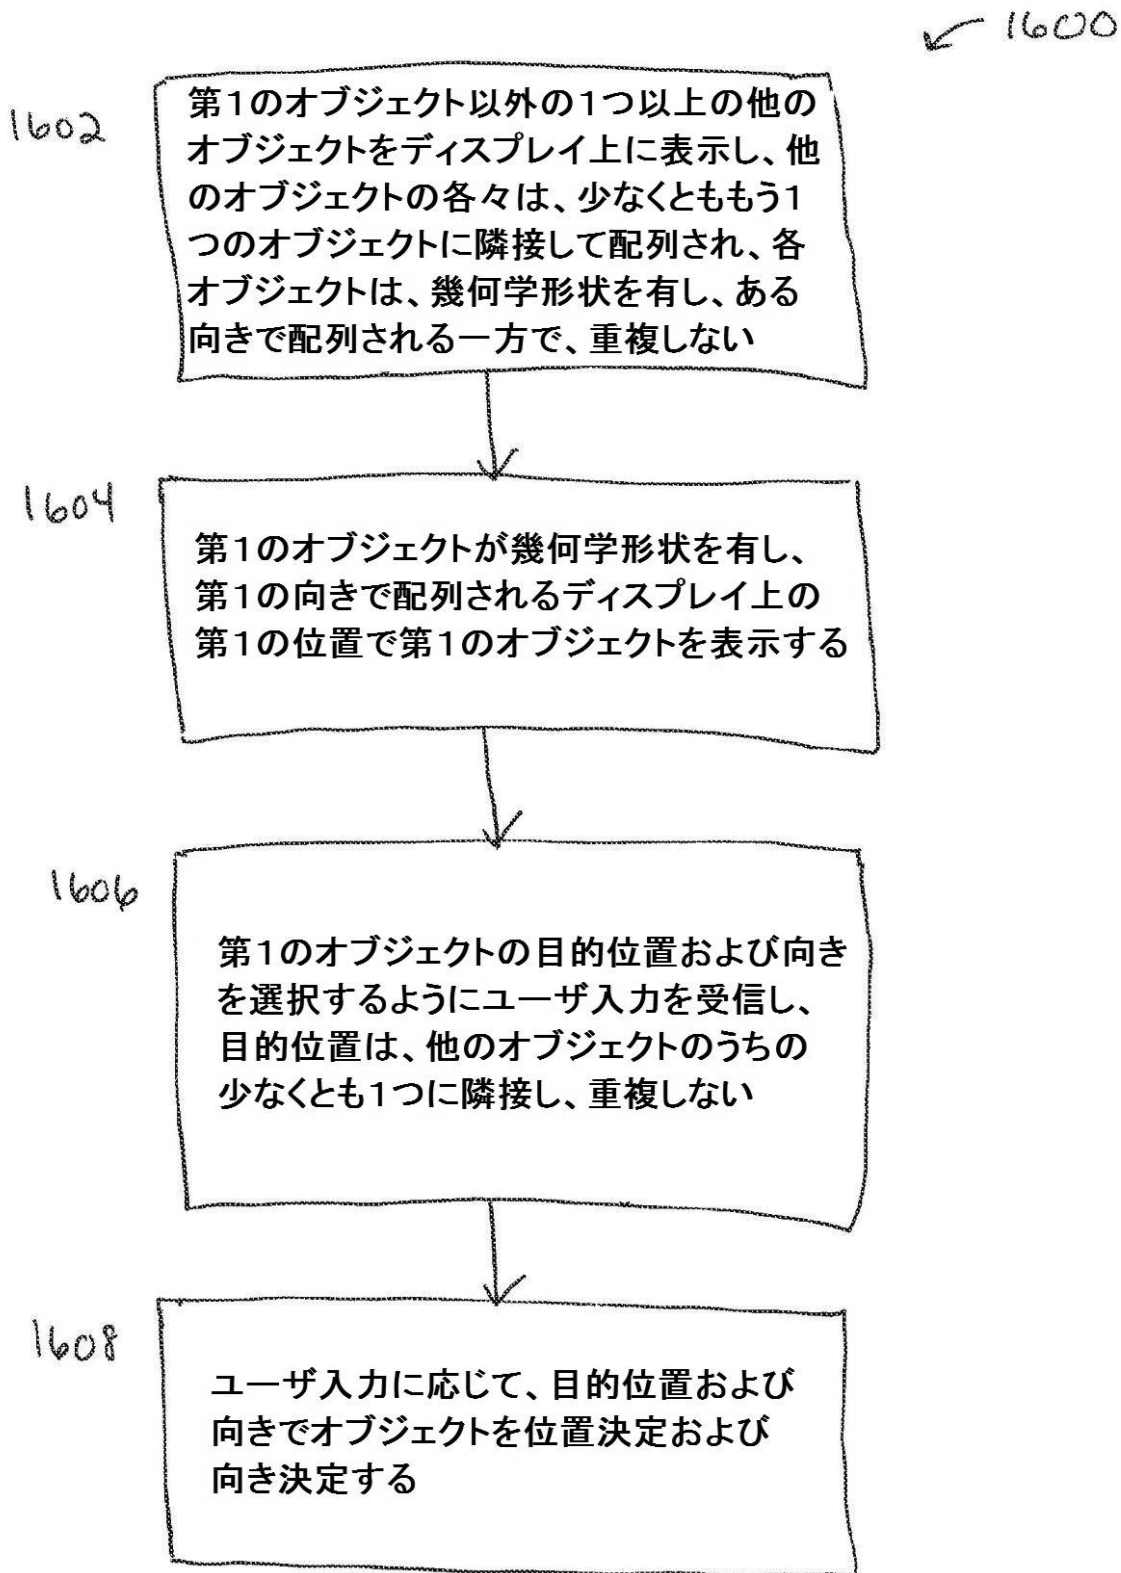 1600
1602
第1のオブジェクト以外の1つ以上の他の
オブジェクトをディスプレイ上に表示し、他
のオブジェクトの各々は、少なくとももう1
つのオブジェクトに隣接して配列され、各
オブジェクトは、幾何学形状を有し、ある
向きで配列される一方で、重複しない
1604
第1のオブジェクトが幾何学形状を有し、
第1の向きで配列されるディスプレイ上の
第1の位置で第1のオブジェクトを表示する
1606
第1のオブジェクトの目的位置および向き
を選択するようにユーザ入力を受信し、
目的位置は、他のオブジェクトのうちの
少なくとも1つに隣接し、重複しない
1608
ユーザ入力に応じて、目的位置および
向きでオブジェクトを位置決定および
向き決定する